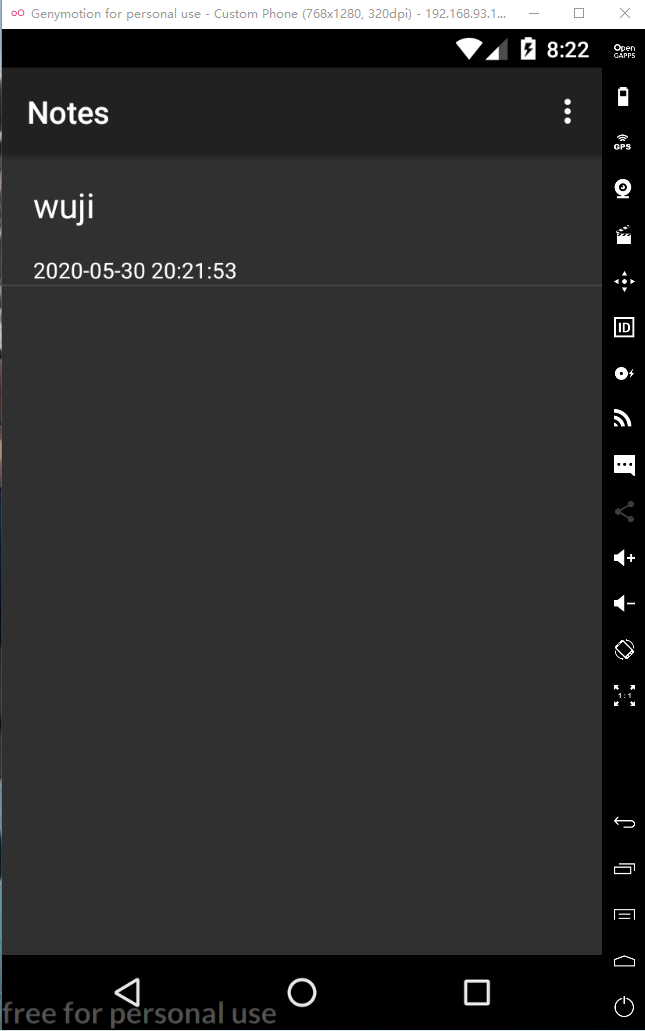 Genymotion for personal use - Custom Phone (768x1280, 320dpi) - 192.168.93.1...
8:22
Open
GAPPS
Notes
GPS
wuji
2020-05-30 20:21:53
ID
1:1
free for personal use